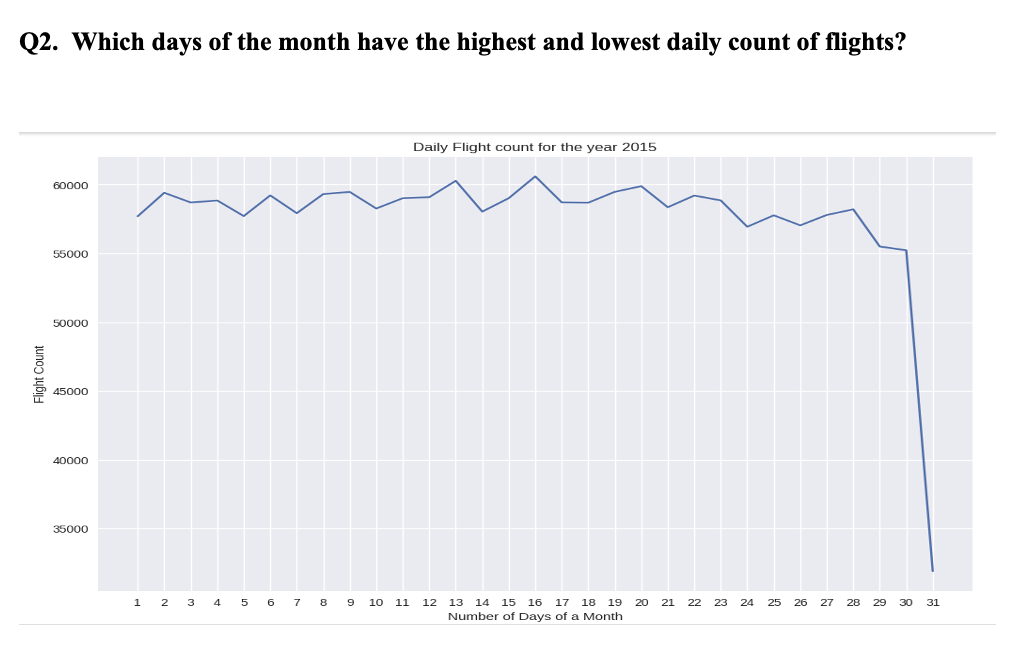 Q2. Which days of the month have the highest and lowest daily count of flights?
Daily Flight count for the year 2015
60000
55000
50000
45000
40000
35000
Flight Count
1 2 3 4 5 6 7 8 9 10 11 12 13 14 15 16 17 18 19 20 21 22 23 24 25 26 27 28 29 30 31
Number of Days of a Month